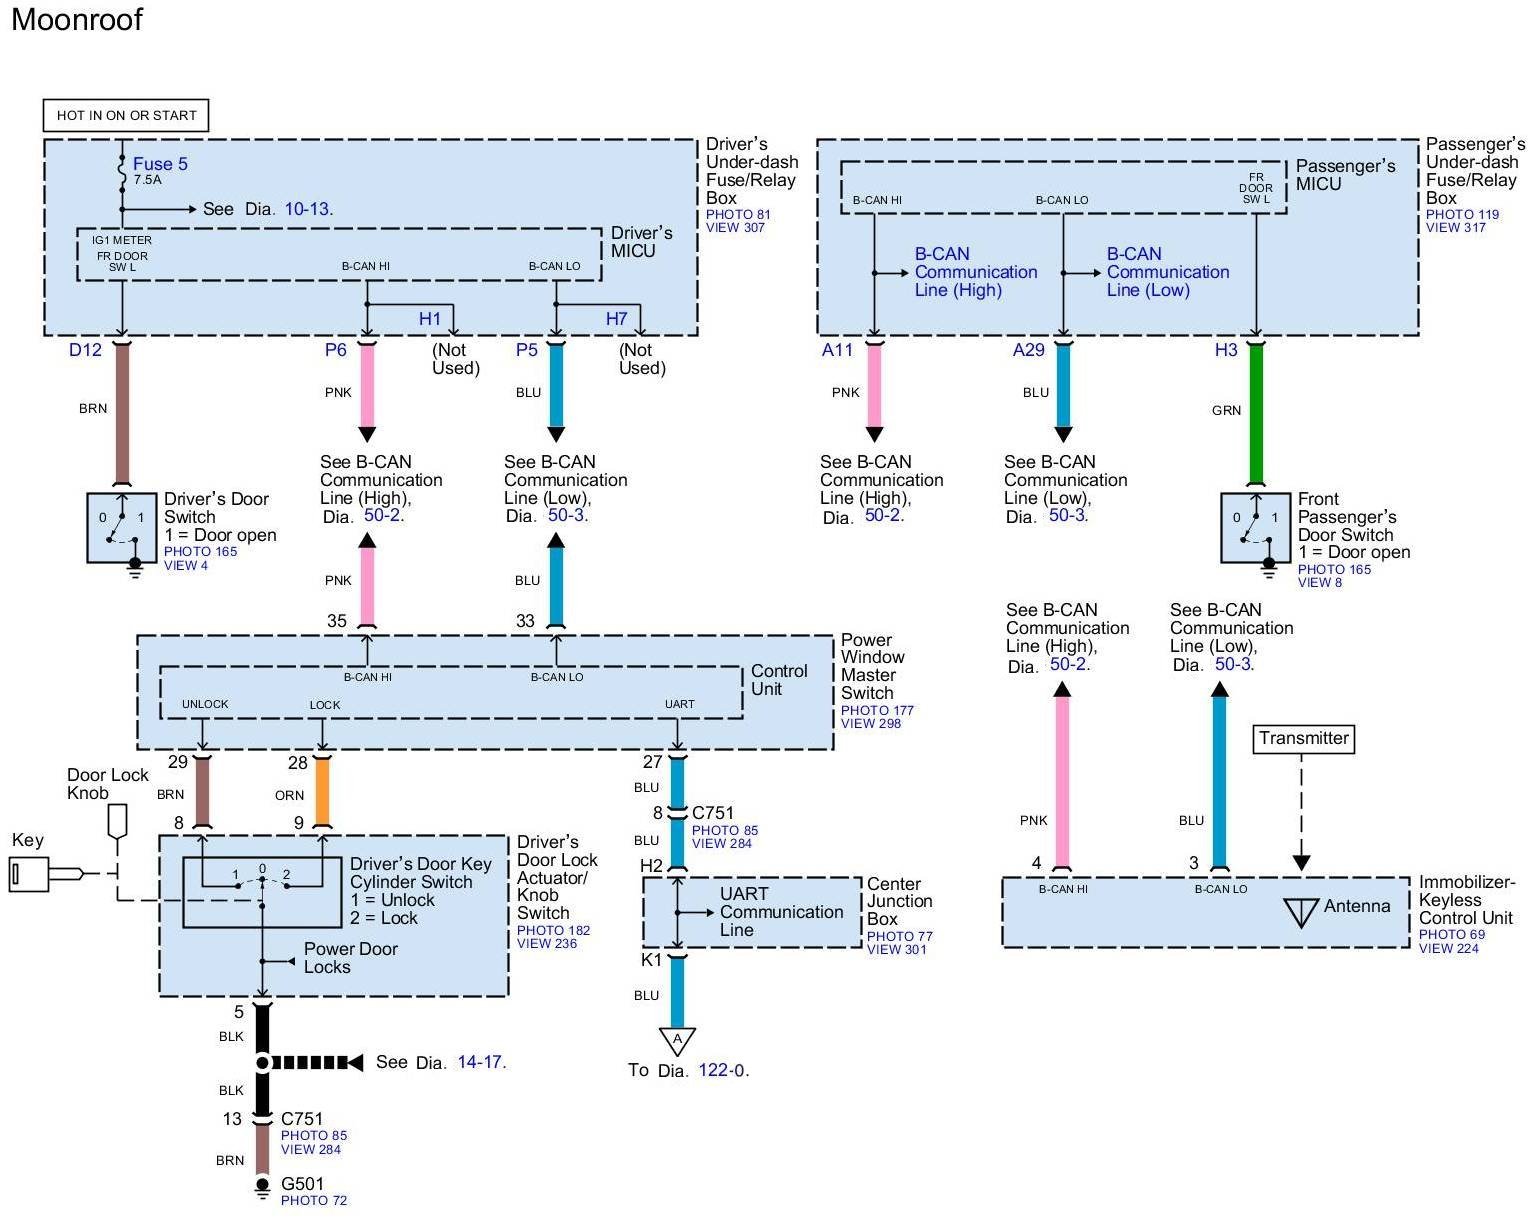 Moonroof
HOT IN ON OR START
Fuse 5
7.5A
See Dia. 10-13.
IG1 METER
FR DOOR
SW L
B-CAN HI
B-CAN LO
Driver's
MICU
H1
H7
Driver's
Under-dash
Fuse/Relay
Box
PHOTO 81
VIEW 307
D12
P6
(Not
Used)
P5
(Not
Used)
BRN
PNK
BLU
See B-CAN
Communication
Line (High),
Dia. 50-2.
See B-CAN
Communication
Line (Low),
Dia. 50-3.
0
1
Driver's Door
Switch
1 = Door open
PHOTO 165
VIEW 4
PNK
BLU
35
33
B-CAN HI
B-CAN LO
FR
DOOR
SW L
Passenger's
MICU
B-CAN
Communication
Line (High)
B-CAN
Communication
Line (Low)
Passenger's
Under-dash
Fuse/Relay
Box
PHOTO 119
VIEW 317
A11
A29
H3
PNK
BLU
GRN
See B-CAN
Communication
Line (High),
Dia. 50-2.
See B-CAN
Communication
Line (Low),
Dia. 50-3.
0
1
Front
Passenger's
Door Switch
1 = Door open
PHOTO 165
VIEW 8
B-CAN HI
B-CAN LO
UNLOCK
LOCK
UART
Control
Unit
Power
Window
Master
Switch
PHOTO 177
VIEW 298
29
28
27
BRN
ORN
BLU
8
9
8
C751
PHOTO 85
VIEW 284
BLU
H2
Door Lock
Knob
Key
1
0
2
Driver's Door Key
Cylinder Switch
1 = Unlock
2 = Lock
Power Door
Locks
Driver's
Door Lock
Actuator/
Knob
Switch
PHOTO 182
VIEW 236
UART
Communication
Line
Center
Junction
Box
PHOTO 77
VIEW 301
K1
BLU
A
To Dia. 122-0.
5
BLK
See Dia. 14-17.
BLK
13
C751
PHOTO 85
VIEW 284
BRN
G501
PHOTO 72
See B-CAN
Communication
Line (High),
Dia. 50-2.
See B-CAN
Communication
Line (Low),
Dia. 50-3.
Transmitter
PNK
BLU
4
3
B-CAN HI
B-CAN LO
Antenna
Immobilizer-
Keyless
Control Unit
PHOTO 69
VIEW 224